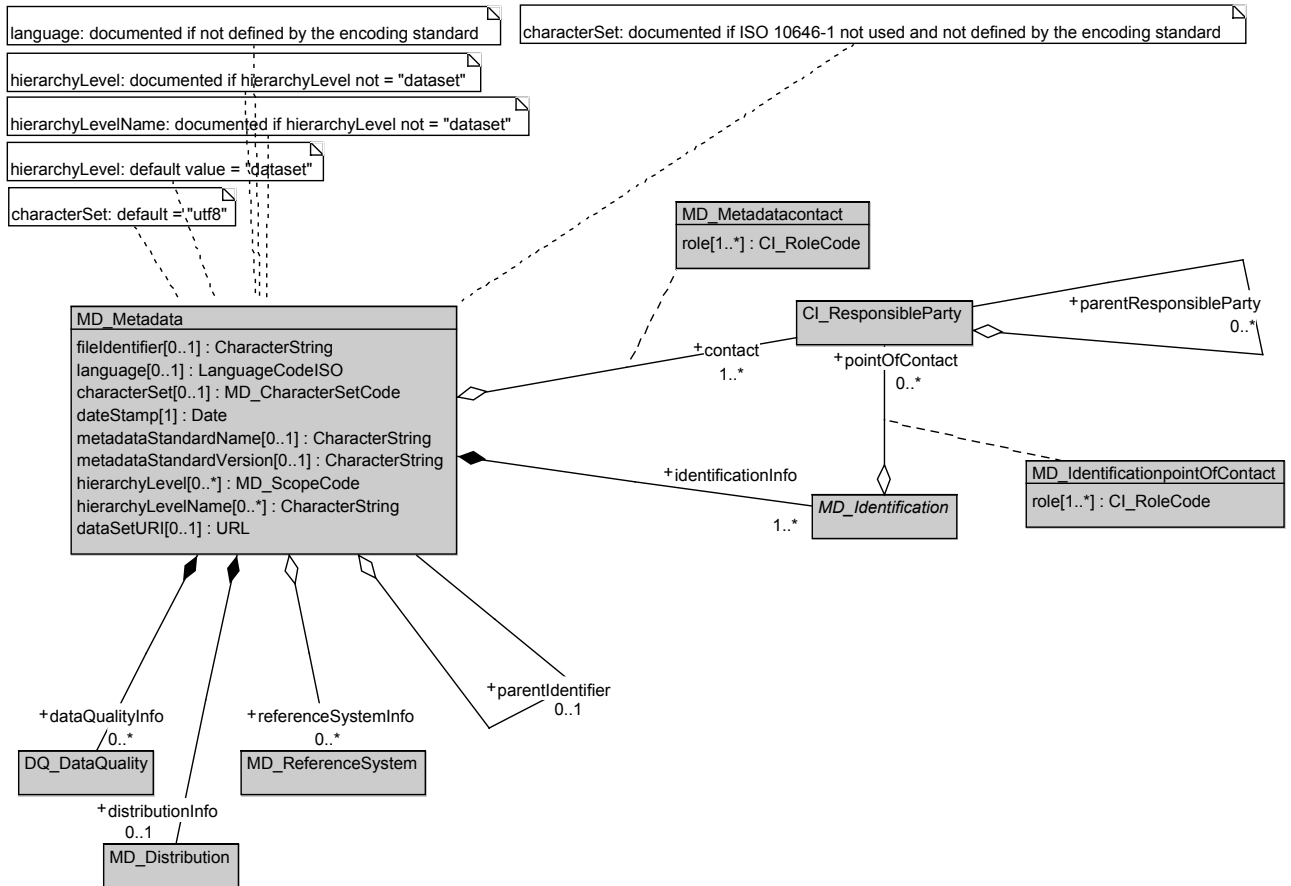 language: documented if not defined by the encoding standard
characterSet: documented if ISO 10646-1 not used and not defined by the encoding standard
hierarchyLevel: documented if hierarchyLevel not = "dataset"
hierarchyLevelName: documented if hierarchyLevel not = "dataset"
hierarchyLevel: default value = "dataset"
characterSet: default = "utf8"
MD_Metadatacontact
role[1..*] : CI_RoleCode
MD_Metadata
fileIdentifier[0..1] : CharacterString
language[0..1] : LanguageCodeISO
characterSet[0..1] : MD_CharacterSetCode
dateStamp[1] : Date
metadataStandardName[0..1] : CharacterString
metadataStandardVersion[0..1] : CharacterString
hierarchyLevel[0..*] : MD_ScopeCode
hierarchyLevelName[0..*] : CharacterString
dataSetURI[0..1] : URL
+contact
1..*
CI_ResponsibleParty
+parentResponsibleParty
0..*
+pointOfContact
0..*
+identificationInfo
1..*
MD_Identification
MD_IdentificationpointOfContact
role[1..*] : CI_RoleCode
+parentIdentifier
0..1
+dataQualityInfo
0..*
DQ_DataQuality
+referenceSystemInfo
0..*
MD_ReferenceSystem
+distributionInfo
0..1
MD_Distribution